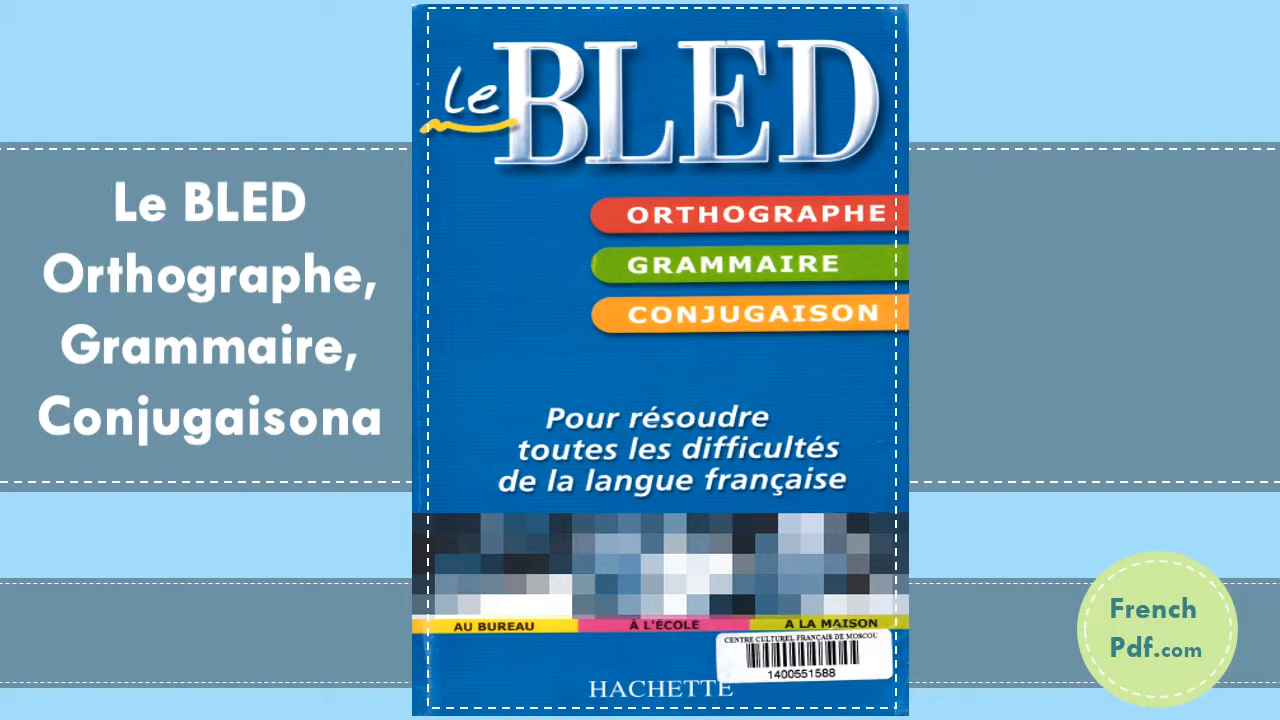 Le BLED
Orthographe,
Grammaire,
Conjugaisona
le BLED
ORTHOGRAPHE
GRAMMAIRE
CONJUGAISON
Pour résoudre
toutes les difficultés
de la langue française
AU BUREAU
À L'ÉCOLE
A LA MAISON
CENTRE CULTUREL FRANÇAIS DE MOSCOU
1400551588
HACHETTE
French
Pdf.com